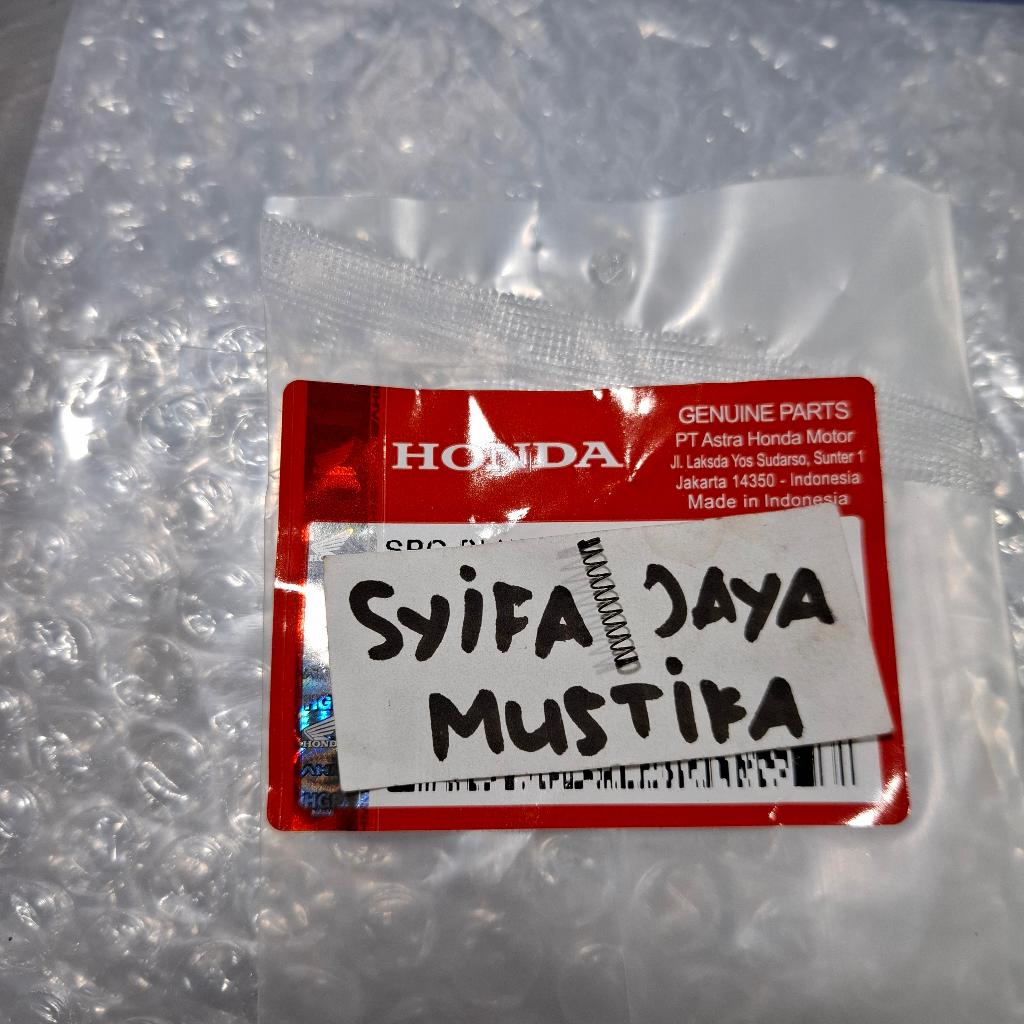 HONDA
GENUINE PARTS
PT Astra Honda Motor
Jl. Laksda Yos Sudarso, Sunter 1
Jakarta 14350 - Indonesia
Made in Indonesia
SYiFA JAYA
MUSTiKA
HONDA